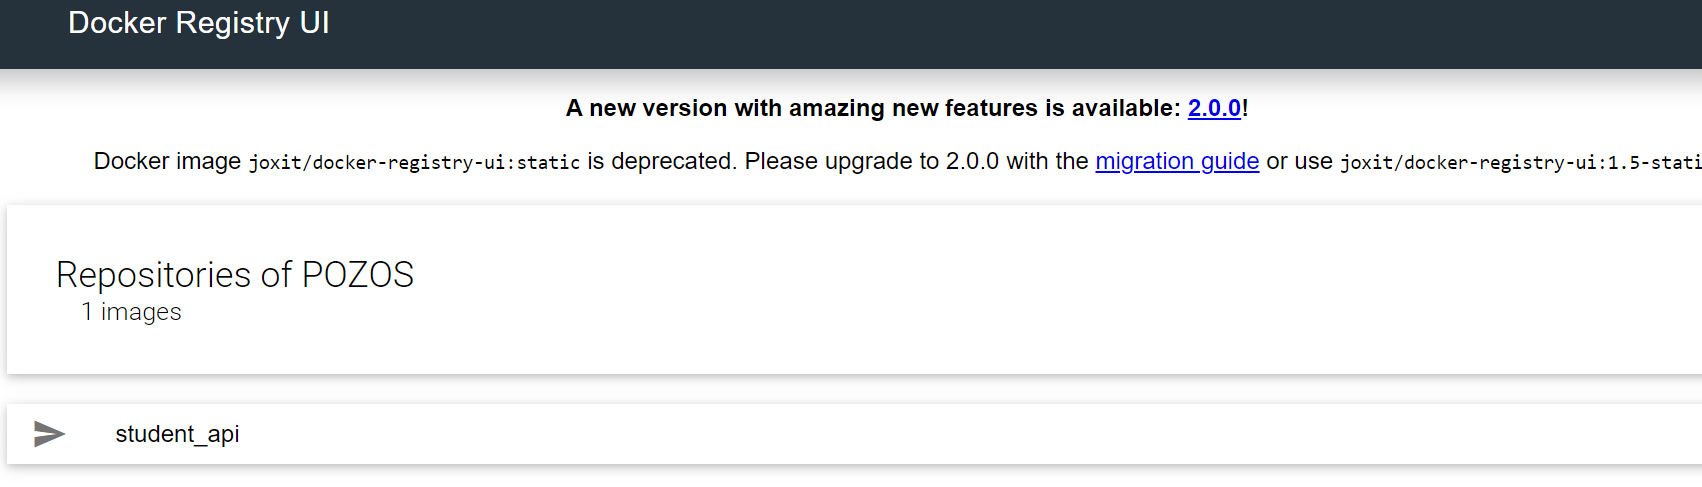 Docker Registry UI
A new version with amazing new features is available: 2.0.0!
Docker image joxit/docker-registry-ui:static is deprecated. Please upgrade to 2.0.0 with the migration guide or use joxit/docker-registry-ui:1.5-stati
Repositories of POZOS
1 images
student_api